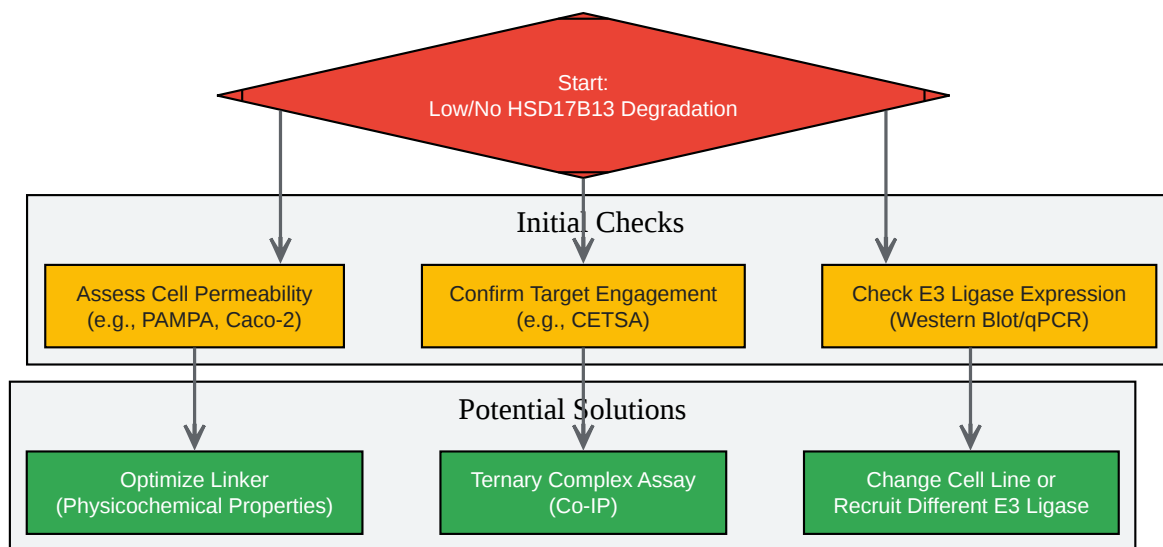 Start:
Low/No HSD17B13 Degradation
Initial Checks
Assess Cell Permeability
(e.g., PAMPA, Caco-2)
Confirm Target Engagement
(e.g., CETSA)
Check E3 Ligase Expression
(Western Blot/qPCR)
Potential Solutions
Optimize Linker
(Physicochemical Properties)
Ternary Complex Assay
(Co-IP)
Change Cell Line or
Recruit Different E3 Ligase